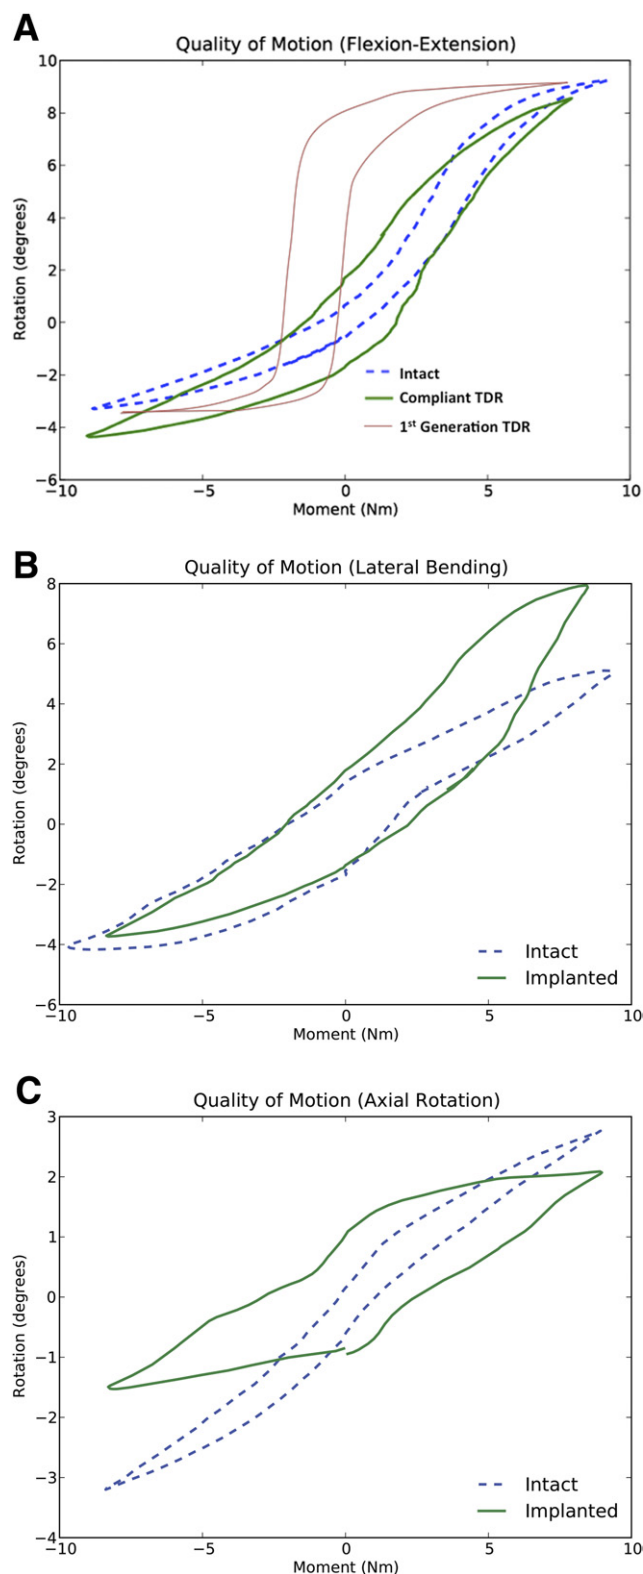 A
Quality of Motion (Flexion-Extension)
10
8
6
4
2
0
−2
−4
−6
Rotation (degrees)
Intact
Compliant TDR
1st Generation TDR
−10 −5 0 5 10
Moment (Nm)
B
Quality of Motion (Lateral Bending)
8
6
4
2
0
−2
−4
−6
Rotation (degrees)
Intact
Implanted
−10 −5 0 5 10
Moment (Nm)
C
Quality of Motion (Axial Rotation)
3
2
1
0
−1
−2
−3
−4
Rotation (degrees)
Intact
Implanted
−10 −5 0 5 10
Moment (Nm)